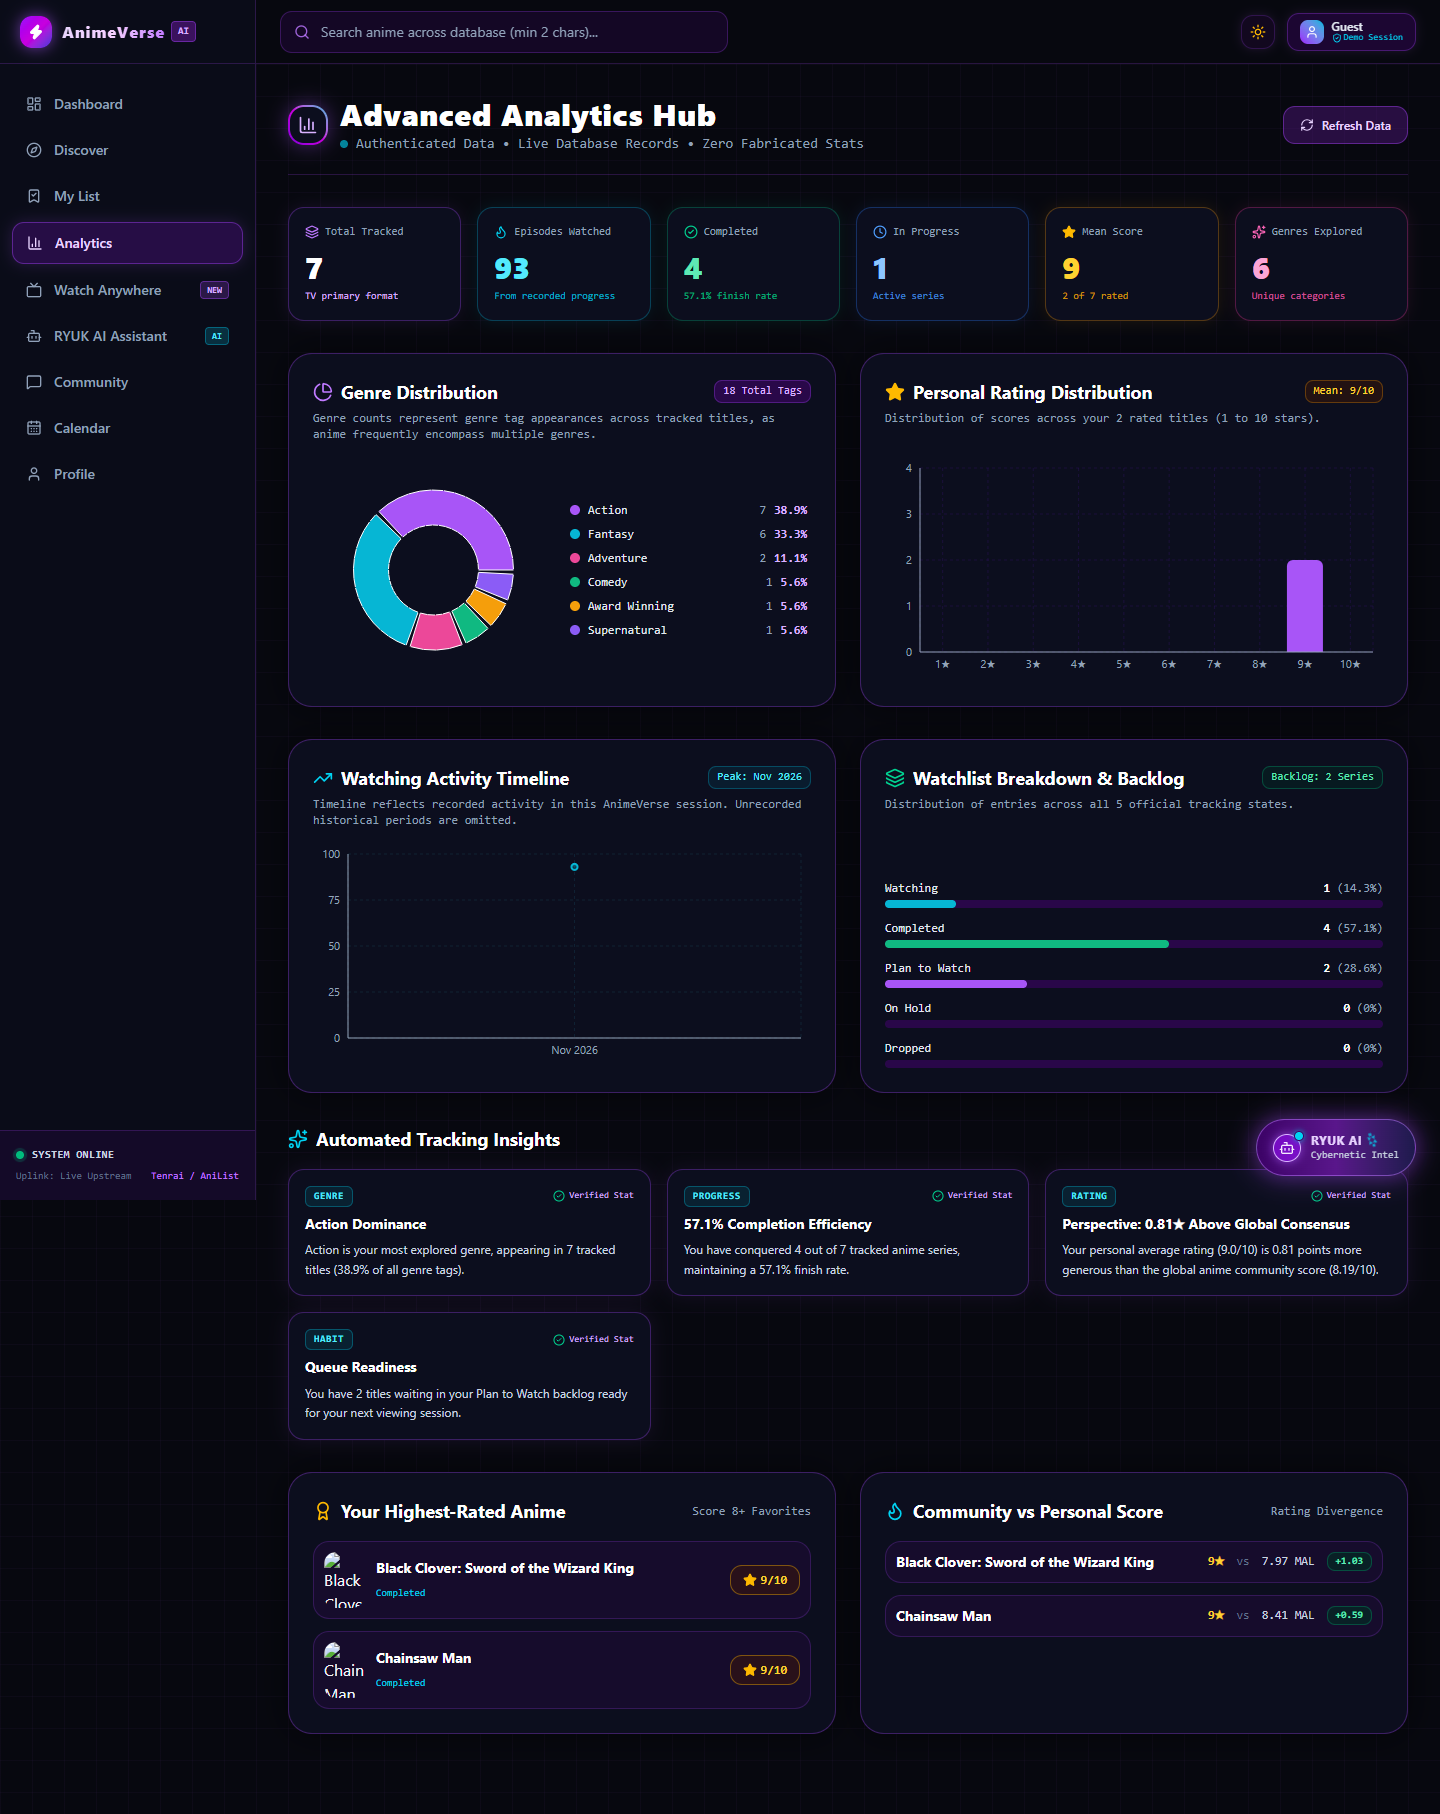 AnimeVerse AI
Search anime across database (min 2 chars)...
Guest
Demo Session
Dashboard
Discover
My List
Analytics
Watch Anywhere NEW
RYUK AI Assistant AI
Community
Calendar
Profile
SYSTEM ONLINE
Uplink: Live Upstream Tenrai / AniList
Advanced Analytics Hub
Authenticated Data • Live Database Records • Zero Fabricated Stats
Refresh Data
Total Tracked
7
TV primary format
Episodes Watched
93
From recorded progress
Completed
4
57.1% finish rate
In Progress
1
Active series
Mean Score
9
2 of 7 rated
Genres Explored
6
Unique categories
Genre Distribution
18 Total Tags
Genre counts represent genre tag appearances across tracked titles, as
anime frequently encompass multiple genres.
Action 7 38.9%
Fantasy 6 33.3%
Adventure 2 11.1%
Comedy 1 5.6%
Award Winning 1 5.6%
Supernatural 1 5.6%
Personal Rating Distribution
Mean: 9/10
Distribution of scores across your 2 rated titles (1 to 10 stars).
4
3
2
1
0
1★ 2★ 3★ 4★ 5★ 6★ 7★ 8★ 9★ 10★
Watching Activity Timeline
Peak: Nov 2026
Timeline reflects recorded activity in this AnimeVerse session. Unrecorded
historical periods are omitted.
100
75
50
25
0
Nov 2026
Watchlist Breakdown & Backlog
Backlog: 2 Series
Distribution of entries across all 5 official tracking states.
Watching 1 (14.3%)
Completed 4 (57.1%)
Plan to Watch 2 (28.6%)
On Hold 0 (0%)
Dropped 0 (0%)
Automated Tracking Insights
RYUK AI
Cybernetic Intel
GENRE Verified Stat
Action Dominance
Action is your most explored genre, appearing in 7 tracked
titles (38.9% of all genre tags).
PROGRESS Verified Stat
57.1% Completion Efficiency
You have conquered 4 out of 7 tracked anime series,
maintaining a 57.1% finish rate.
RATING Verified Stat
Perspective: 0.81★ Above Global Consensus
Your personal average rating (9.0/10) is 0.81 points more
generous than the global anime community score (8.19/10).
HABIT Verified Stat
Queue Readiness
You have 2 titles waiting in your Plan to Watch backlog ready
for your next viewing session.
Your Highest-Rated Anime
Score 8+ Favorites
Black
Clove
Black Clover: Sword of the Wizard King
Completed
★ 9/10
Chain
Man
Chainsaw Man
Completed
★ 9/10
Community vs Personal Score
Rating Divergence
Black Clover: Sword of the Wizard King 9★ vs 7.97 MAL +1.03
Chainsaw Man 9★ vs 8.41 MAL +0.59